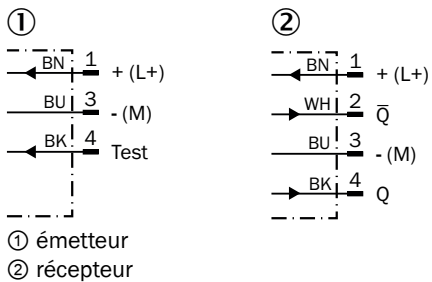 ①
BN 1 + (L+)
BU 3 - (M)
BK 4 Test
②
BN 1 + (L+)
WH 2 Q̅
BU 3 - (M)
BK 4 Q
① émetteur
② récepteur